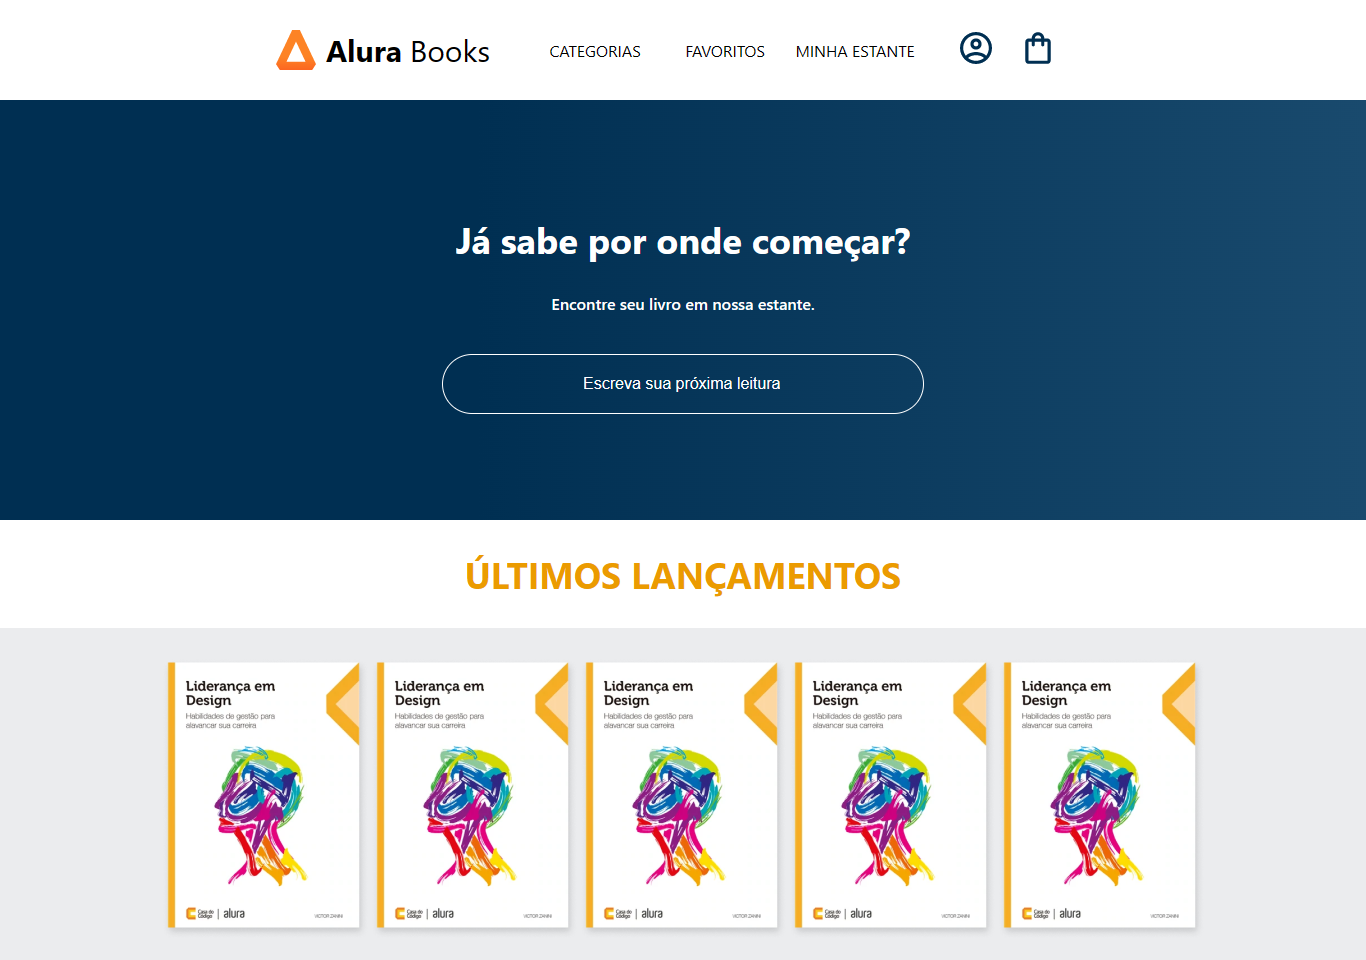 Alura Books
CATEGORIAS
FAVORITOS
MINHA ESTANTE
Já sabe por onde começar?
Encontre seu livro em nossa estante.
Escreva sua próxima leitura
ÚLTIMOS LANÇAMENTOS
Liderança em
Design
Habilidades de gestão para
alavancar sua carreira
Casa do
Código
alura
VICTOR ZANINI
Liderança em
Design
Habilidades de gestão para
alavancar sua carreira
Casa do
Código
alura
VICTOR ZANINI
Liderança em
Design
Habilidades de gestão para
alavancar sua carreira
Casa do
Código
alura
VICTOR ZANINI
Liderança em
Design
Habilidades de gestão para
alavancar sua carreira
Casa do
Código
alura
VICTOR ZANINI
Liderança em
Design
Habilidades de gestão para
alavancar sua carreira
Casa do
Código
alura
VICTOR ZANINI